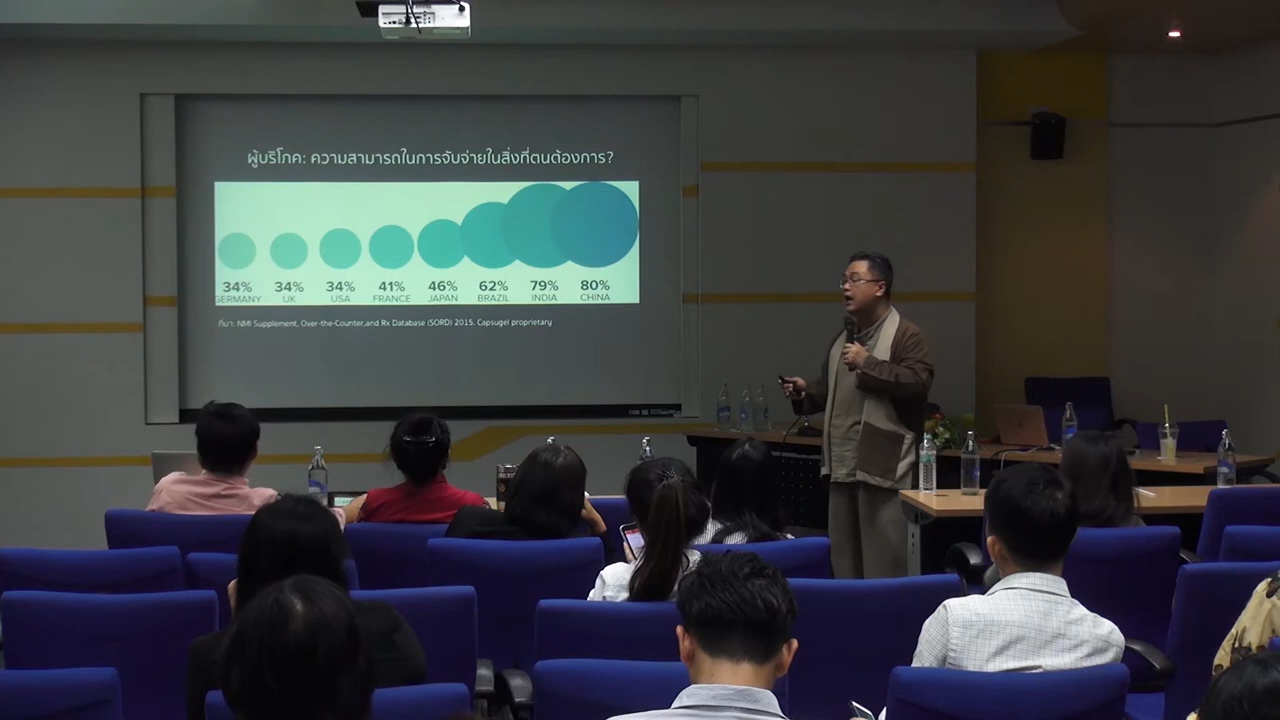 ผู้บริโภค: ความสามารถในการจับจ่ายในสิ่งที่ตนต้องการ?
34% 34% 34% 41% 46% 62% 79% 80%
GERMANY UK USA FRANCE JAPAN BRAZIL INDIA CHINA
ที่มา: NMI Supplement, Over-the-Counter,and Rx Database (SORD) 2015. Capsugel proprietary